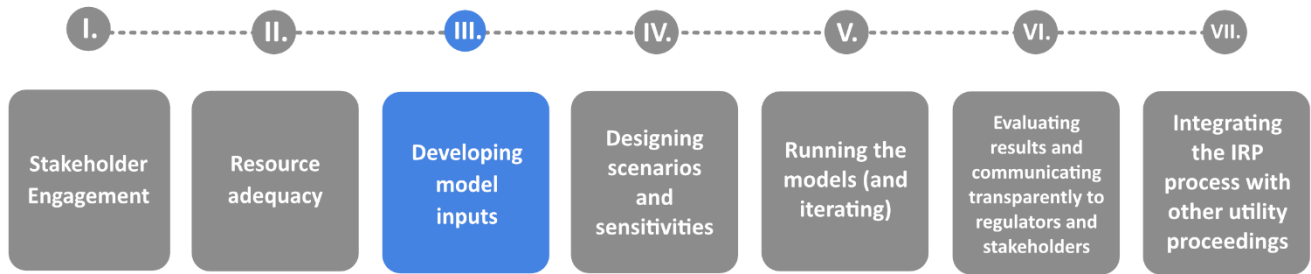 I.
II.
III.
IV.
V.
VI.
VII.
Stakeholder
Engagement
Resource
adequacy
Developing
model
inputs
Designing
scenarios
and
sensitivities
Running the
models (and
iterating)
Evaluating
results and
communicating
transparently to
regulators and
stakeholders
Integrating
the IRP
process with
other utility
proceedings